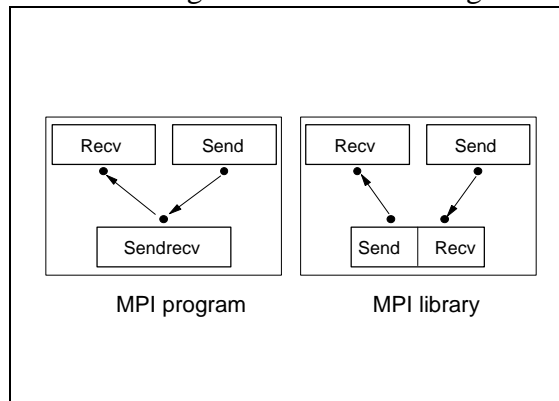 Recv Send
Sendrecv
MPI program
Recv Send
Send Recv
MPI library